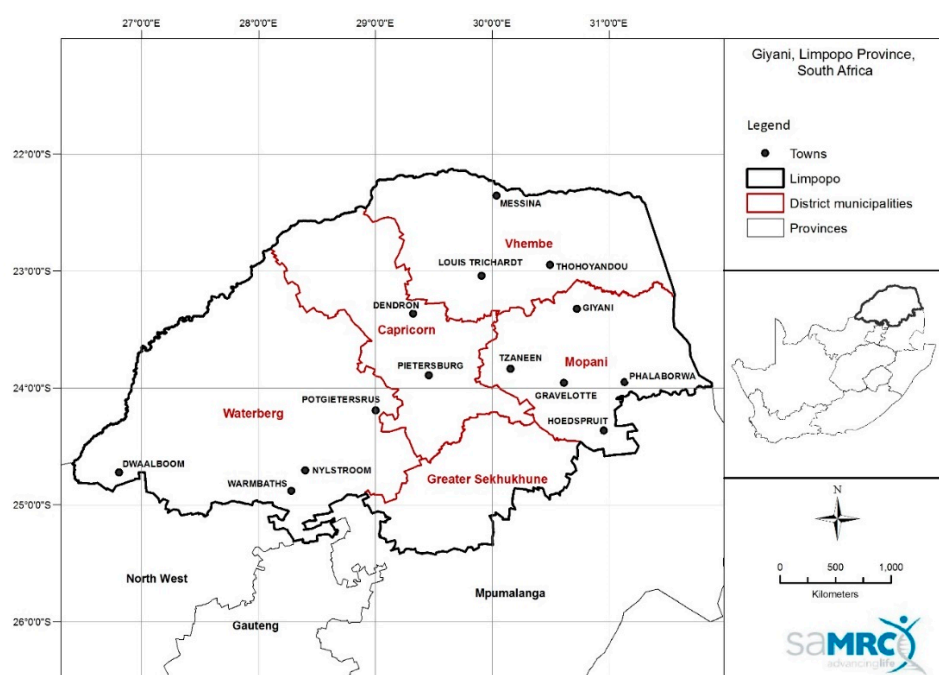 27°0'0"E
28°0'0"E
29°0'0"E
30°0'0"E
31°0'0"E
22°0'0"S
23°0'0"S
24°0'0"S
25°0'0"S
26°0'0"S
MESSINA
Vhembe
LOUIS TRICHARDT
THOHOYANDOU
DENDRON
GIYANI
Capricorn
TZANEEN
Mopani
PIETERSBURG
PHALABORWA
GRAVELOTTE
POTGIETERSRUS
Waterberg
HOEDSPRUIT
DWAALBOOM
NYLSTROOM
WARMBATHS
Greater Sekhukhune
North West
Mpumalanga
Gauteng
Giyani, Limpopo Province,
South Africa
Legend
Towns
Limpopo
District municipalities
Provinces
N
0 500 1,000
Kilometers
saMRC
advancinglife